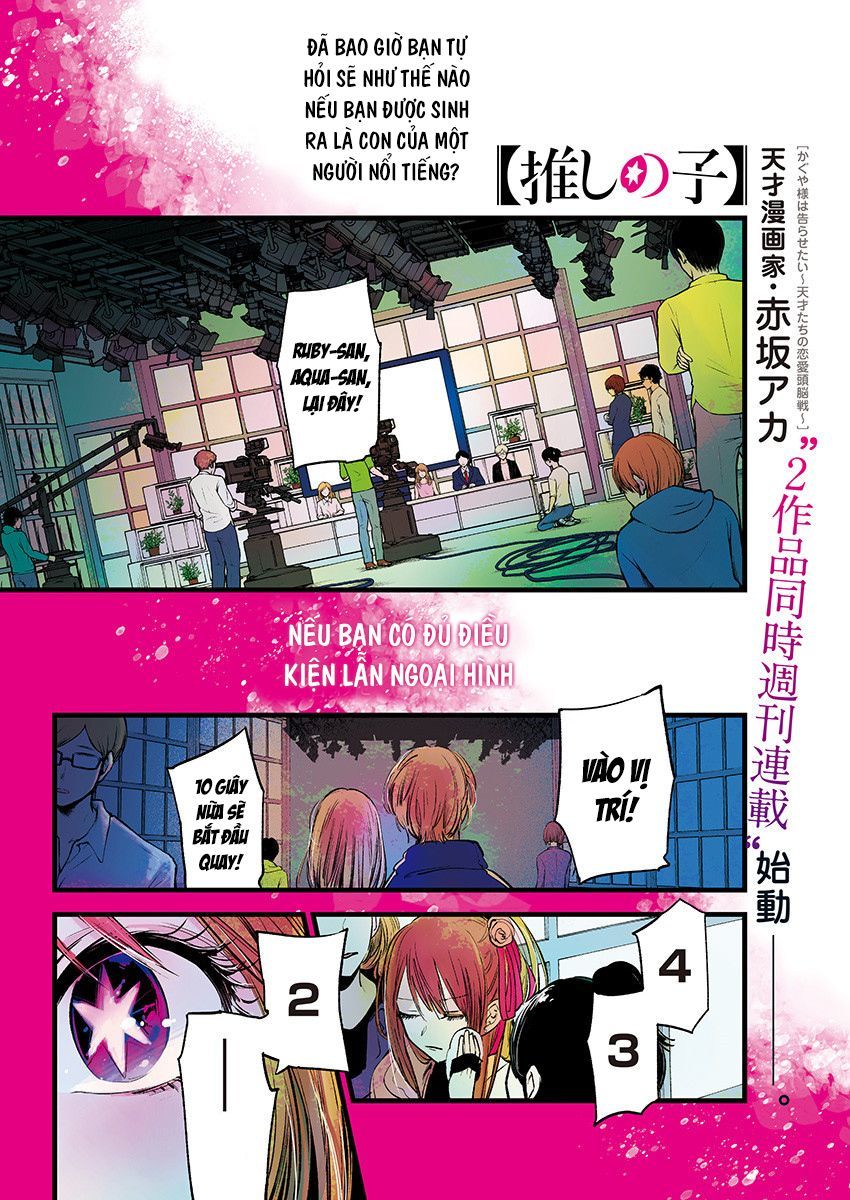 ĐÃ BAO GIỜ BẠN TỰ
HỎI SẼ NHƯ THẾ NÀO
NẾU BẠN ĐƯỢC SINH
RA LÀ CON CỦA MỘT
NGƯỜI NỔI TIẾNG?
【推しの子】
[かぐや様は告らせたい~天才たちの恋愛頭脳戦~]
天才漫画家・赤坂アカ
”2作品同時週刊連載“始動――。
RUBY-SAN,
AQUA-SAN,
LẠI ĐÂY!
NẾU BẠN CÓ ĐỦ ĐIỀU
KIỆN LẪN NGOẠI HÌNH
VÀO VỊ
TRÍ!
10 GIÂY
NỮA SẼ
BẮT ĐẦU
QUAY!
4
3
2
一